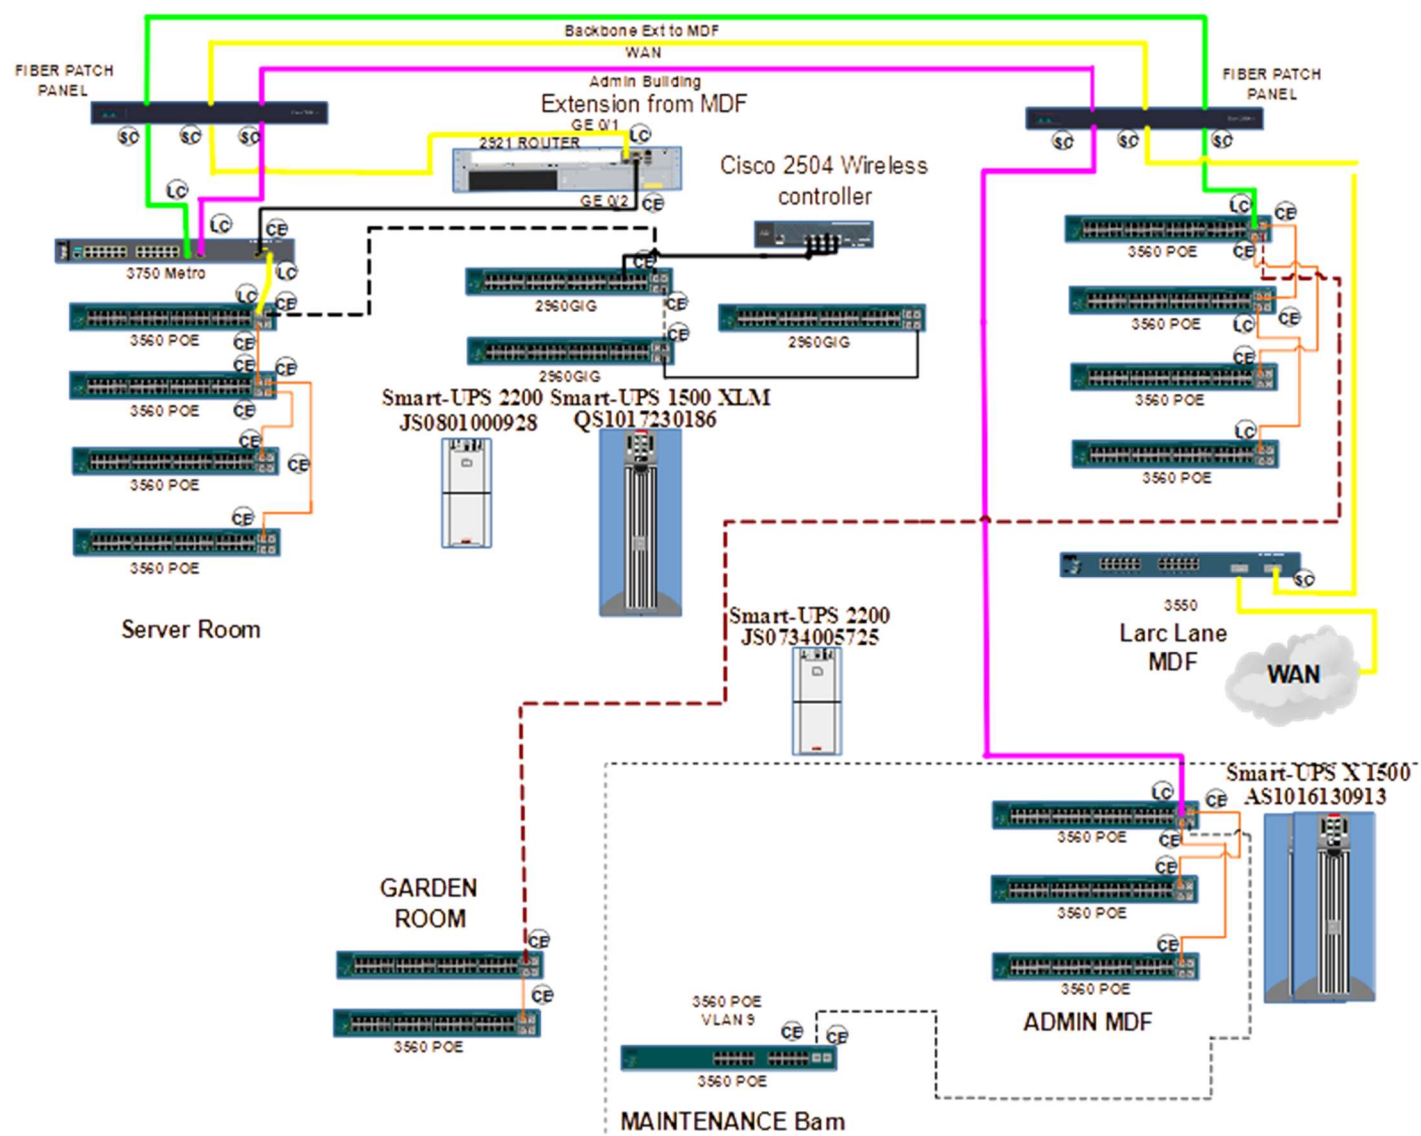 Backbone Ext to MDF
WAN
Admin Building
Extension from MDF
FIBER PATCH
PANEL
FIBER PATCH
PANEL
SC
SC
SC
SC
SC
SC
GE 0/1
LC
2921 ROUTER
GE 0/2
CE
Cisco 2504 Wireless
controller
LC
LC
CE
3750 Metro
LC
LC
CE
3560 POE
CE
CE
CE
3560 POE
CE
CE
3560 POE
CE
CE
3560 POE
Server Room
CE
2960GIG
CE
CE
2960GIG
2960GIG
Smart-UPS 2200
JS0801000928
Smart-UPS 1500 XLM
QS1017230186
LC
CE
3560 POE
CE
3560 POE
CE
LC
CE
3560 POE
LC
3560 POE
SC
3550
Larc Lane
MDF
WAN
Smart-UPS 2200
JS0734005725
Smart-UPS X 1500
AS1016130913
LC
CE
3560 POE
CE
CE
3560 POE
CE
3560 POE
ADMIN MDF
GARDEN
ROOM
CE
3560 POE
CE
3560 POE
VLAN 9
CE
CE
3560 POE
MAINTENANCE Barn